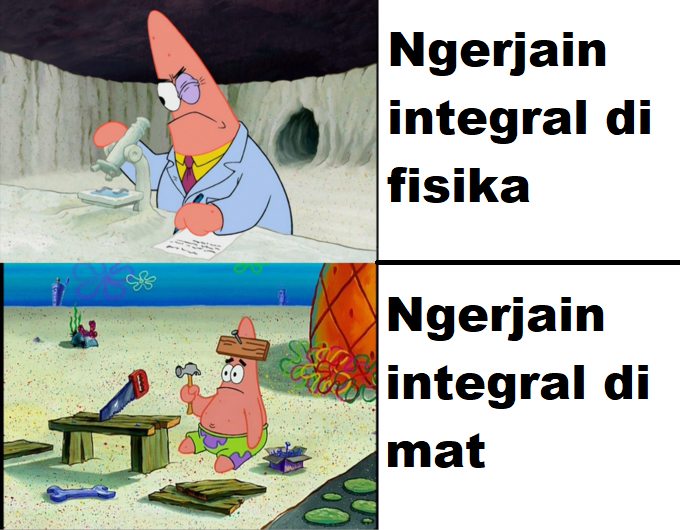 Ngerjain
integral di
fisika
Ngerjain
integral di
mat